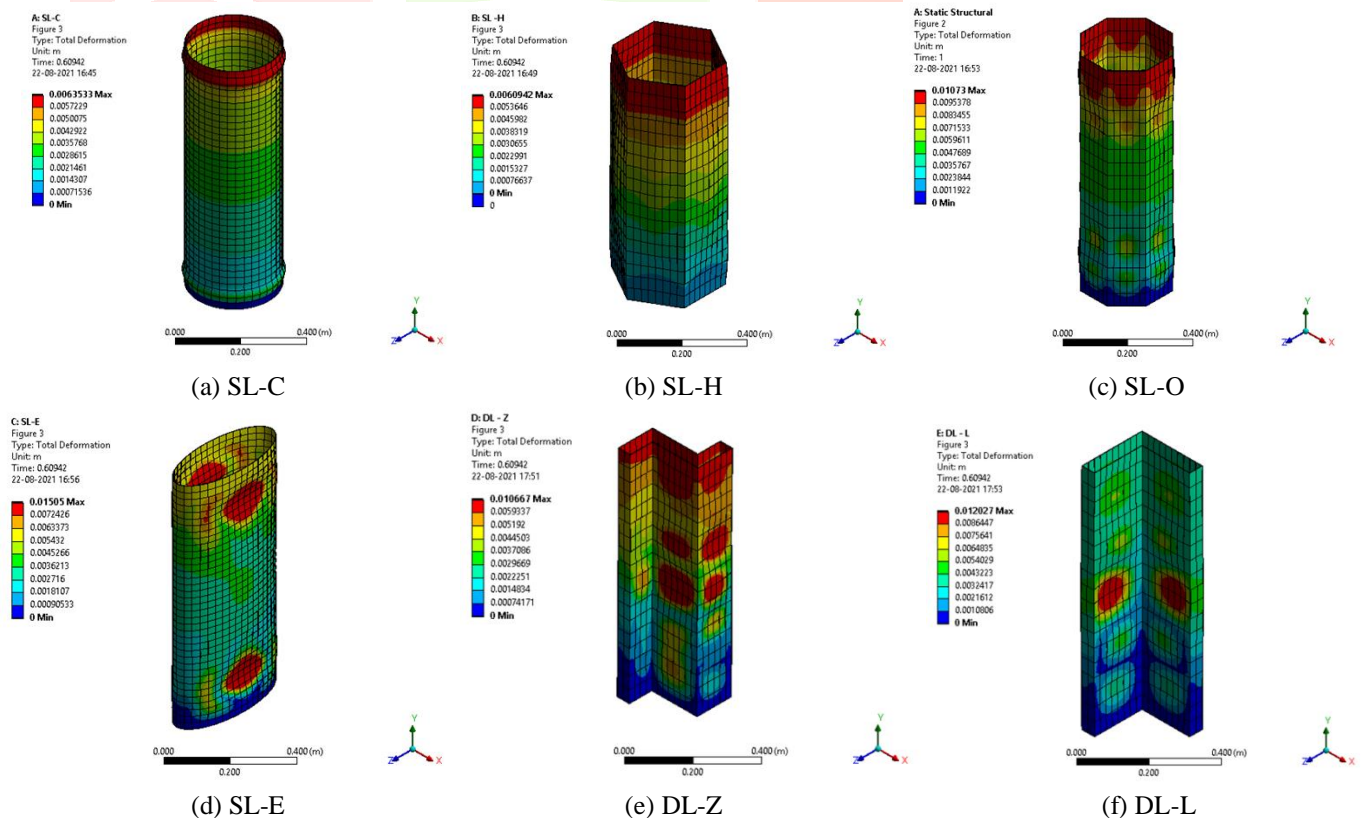 A: SL-C
Figure 3
Type: Total Deformation
Unit: m
Time: 0.60942
22-08-2021 16:45
0.0063533 Max
0.0057229
0.0050075
0.0042922
0.0035768
0.0028615
0.0021461
0.0014307
0.00071536
0 Min
0.000
0.400 (m)
0.200
Y
Z
X
(a) SL-C
B: SL -H
Figure 3
Type: Total Deformation
Unit: m
Time: 0.60942
22-08-2021 16:49
0.0060942 Max
0.0053646
0.0045982
0.0038319
0.0030655
0.0022991
0.0015327
0.00076637
0 Min
0
0.000
0.400 (m)
0.200
Y
Z
X
(b) SL-H
A: Static Structural
Figure 2
Type: Total Deformation
Unit: m
Time: 1
22-08-2021 16:53
0.01073 Max
0.0095378
0.0083455
0.0071533
0.0059611
0.0047689
0.0035767
0.0023844
0.0011922
0 Min
0.000
0.400 (m)
0.200
Y
Z
X
(c) SL-O
C: SL-E
Figure 3
Type: Total Deformation
Unit: m
Time: 0.60942
22-08-2021 16:56
0.01505 Max
0.0072426
0.0063373
0.005432
0.0045266
0.0036213
0.002716
0.0018107
0.00090533
0 Min
0.000
0.400 (m)
0.200
Y
Z
X
(d) SL-E
D: DL - Z
Figure 3
Type: Total Deformation
Unit: m
Time: 0.60942
22-08-2021 17:51
0.010667 Max
0.0059337
0.005192
0.0044503
0.0037086
0.0029669
0.0022251
0.0014834
0.00074171
0 Min
0.000
0.400 (m)
0.200
Y
Z
X
(e) DL-Z
E: DL - L
Figure 3
Type: Total Deformation
Unit: m
Time: 0.60942
22-08-2021 17:53
0.012027 Max
0.0086447
0.0075641
0.0064835
0.0054029
0.0043223
0.0032417
0.0021612
0.0010806
0 Min
0.000
0.400 (m)
0.200
Y
Z
X
(f) DL-L